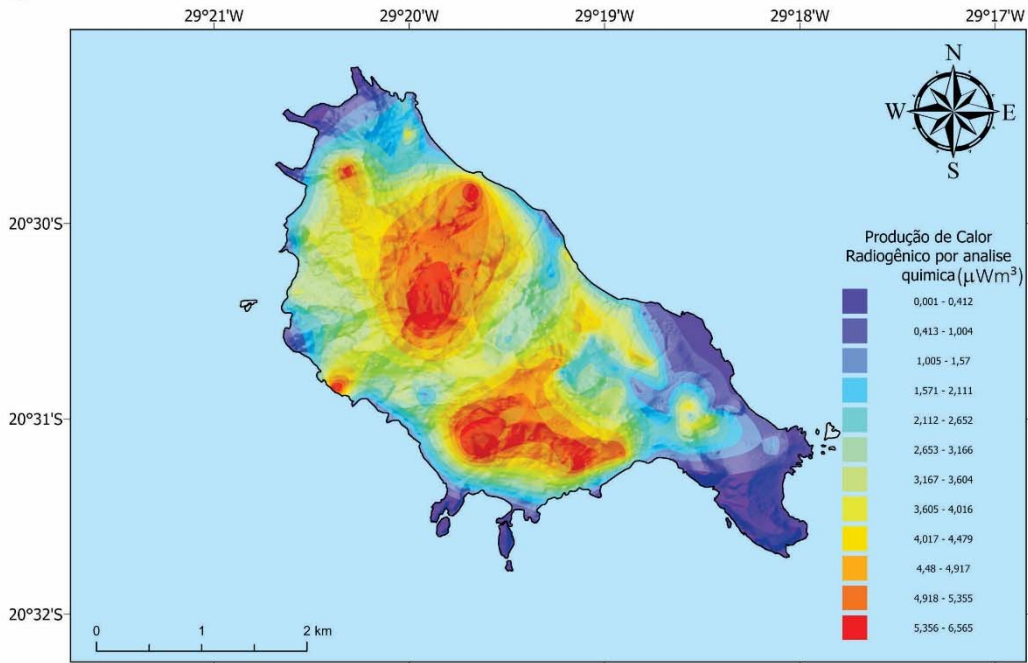 29°21'W 29°20'W 29°19'W 29°18'W 29°17'W
N
W E
S
20°30'S
20°31'S
20°32'S
Produção de Calor
Radiogênico por analise
quimica (μWm³)
0,001 - 0,412
0,413 - 1,004
1,005 - 1,57
1,571 - 2,111
2,112 - 2,652
2,653 - 3,166
3,167 - 3,604
3,605 - 4,016
4,017 - 4,479
4,48 - 4,917
4,918 - 5,355
5,356 - 6,565
0 1 2 km